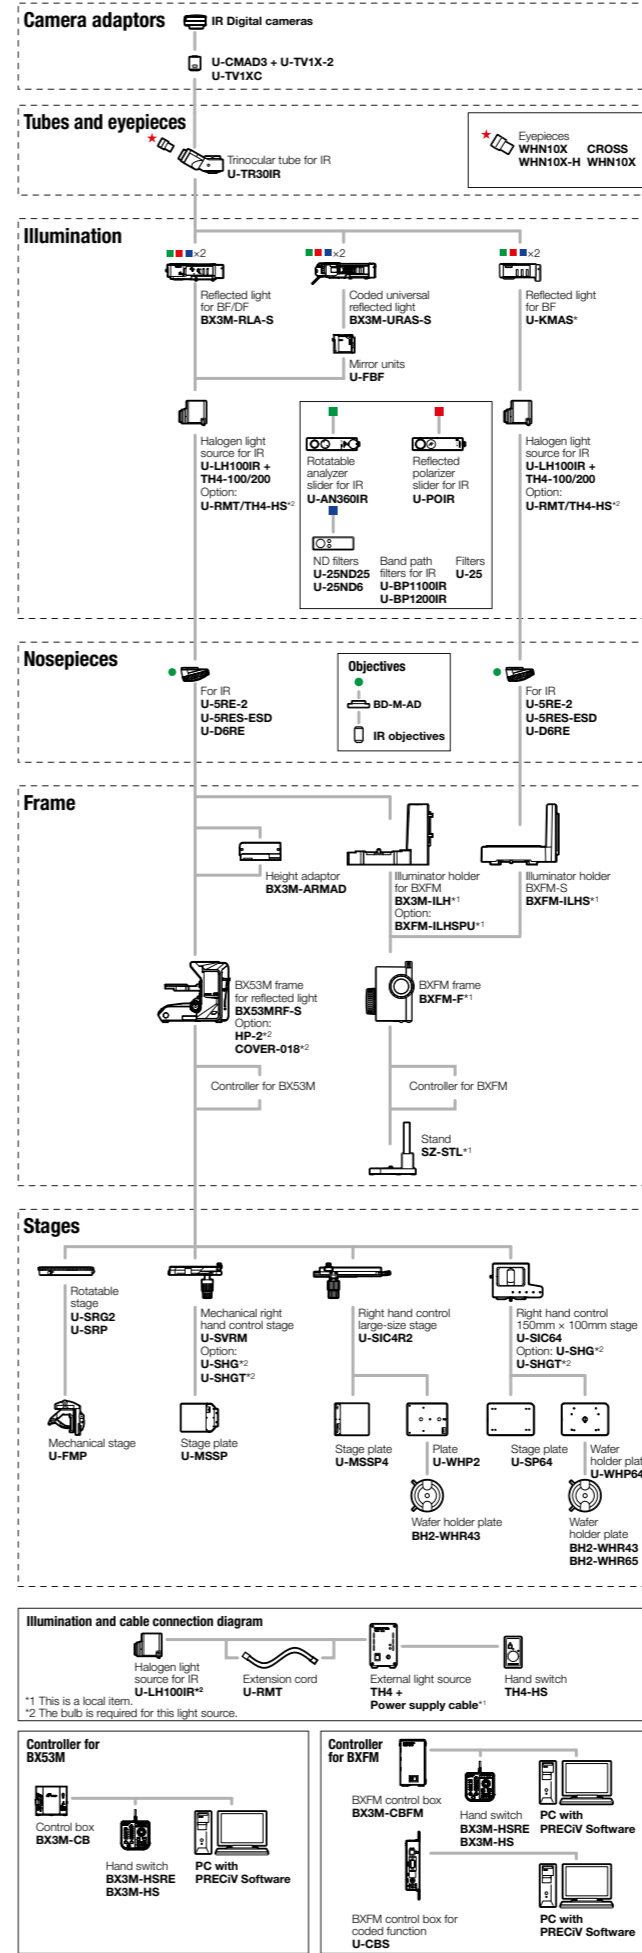 Camera adaptors
IR Digital cameras
U-CMAD3 + U-TV1X-2
U-TV1XC
Tubes and eyepieces
Trinocular tube for IR
U-TR30IR
Eyepieces
WHN10X CROSS
WHN10X-H WHN10X
Illumination
×2
Reflected light
for BF/DF
BX3M-RLA-S
×2
Coded universal
reflected light
BX3M-URAS-S
×2
Reflected light
for BF
U-KMAS*
Mirror units
U-FBF
Halogen light
source for IR
U-LH100IR +
TH4-100/200
Option:
U-RMT/TH4-HS*2
Rotatable
analyzer
slider for IR
U-AN360IR
Reflected
polarizer
slider for IR
U-POIR
ND filters
U-25ND25
U-25ND6
Band path
filters for IR
U-BP1100IR
U-BP1200IR
Filters
U-25
Halogen light
source for IR
U-LH100IR +
TH4-100/200
Option:
U-RMT/TH4-HS*2
Nosepieces
For IR
U-5RE-2
U-5RES-ESD
U-D6RE
Objectives
BD-M-AD
IR objectives
For IR
U-5RE-2
U-5RES-ESD
U-D6RE
Frame
Height adaptor
BX3M-ARMAD
Illuminator holder
for BXFM
BX3M-ILH*1
Option:
BXFM-ILHSPU*1
Illuminator holder
BXFM-S
BXFM-ILHS*1
BX53M frame
for reflected light
BX53MRF-S
Option:
HP-2*2
COVER-018*2
BXFM frame
BXFM-F*1
Controller for BX53M
Controller for BXFM
Stand
SZ-STL*1
Stages
Rotatable
stage
U-SRG2
U-SRP
Mechanical right
hand control stage
U-SVRM
Option:
U-SHG*2
U-SHGT*2
Right hand control
large-size stage
U-SIC4R2
Right hand control
150mm × 100mm stage
U-SIC64
Option: U-SHG*2
U-SHGT*2
Mechanical stage
U-FMP
Stage plate
U-MSSP
Stage plate
U-MSSP4
Plate
U-WHP2
Stage plate
U-SP64
Wafer
holder plat
U-WHP64
Wafer holder plate
BH2-WHR43
Wafer
holder plate
BH2-WHR43
BH2-WHR65
Illumination and cable connection diagram
Halogen light
source for IR
U-LH100IR*2
Extension cord
U-RMT
External light source
TH4 +
Power supply cable*1
Hand switch
TH4-HS
*1 This is a local item.
*2 The bulb is required for this light source.
Controller for
BX53M
Control box
BX3M-CB
Hand switch
BX3M-HSRE
BX3M-HS
PC with
PRECiV Software
Controller
for BXFM
BXFM control box
BX3M-CBFM
Hand switch
BX3M-HSRE
BX3M-HS
PC with
PRECiV Software
BXFM control box for
coded function
U-CBS
PC with
PRECiV Software